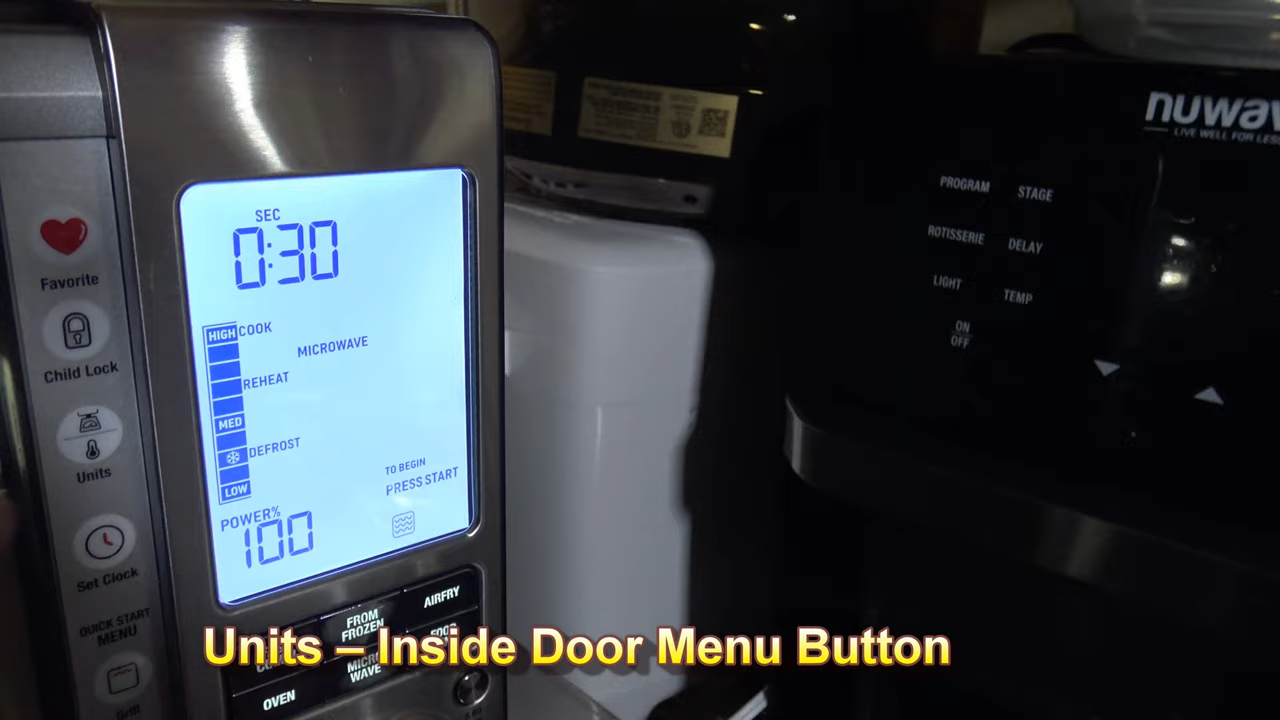 Favorite
Child Lock
Units
Set Clock
QUICK START
MENU
Grill
SEC
0:30
HIGH
COOK
MICROWAVE
REHEAT
MED
DEFROST
LOW
TO BEGIN
PRESS START
POWER%
100
FROM
FROZEN
AIRFRY
MICRO
WAVE
OVEN
nuwav
LIVE WELL FOR LESS
PROGRAM
STAGE
ROTISSERIE
DELAY
LIGHT
TEMP
ON
OFF
Units – Inside Door Menu Button